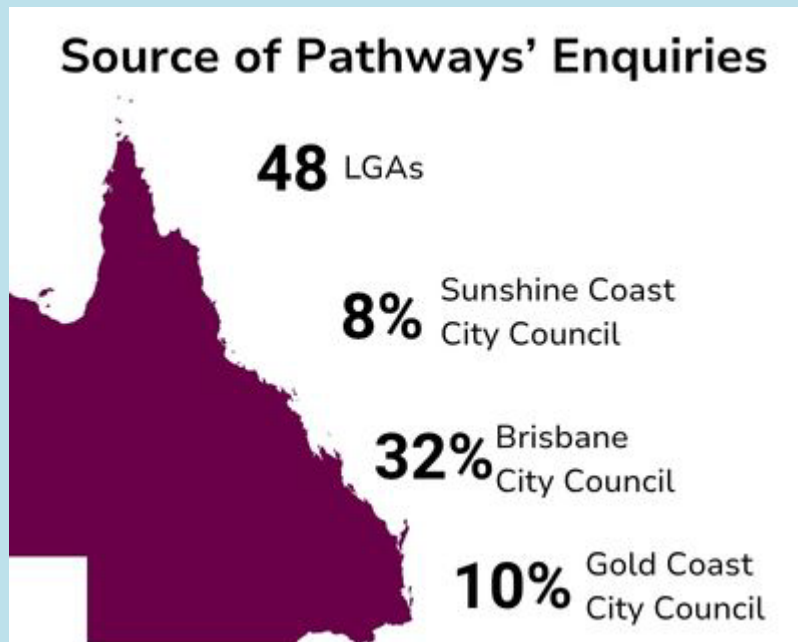 Source of Pathways' Enquiries
48 LGAs
8% Sunshine Coast
City Council
32% Brisbane
City Council
10% Gold Coast
City Council